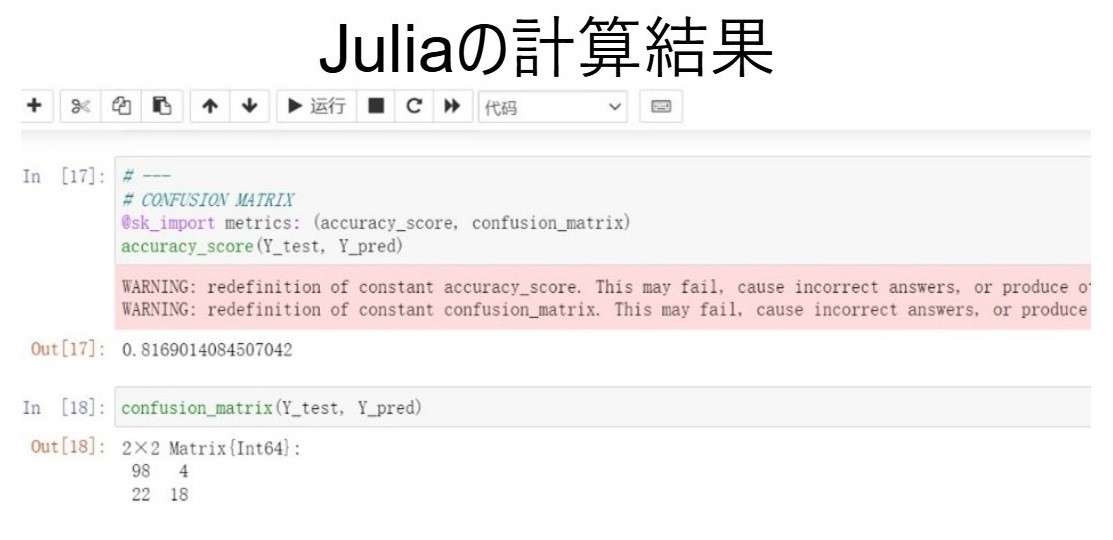 Juliaの計算結果
运行 代码
In [17]: # ---
# CONFUSION MATRIX
@sk_import metrics: (accuracy_score, confusion_matrix)
accuracy_score(Y_test, Y_pred)
WARNING: redefinition of constant accuracy_score. This may fail, cause incorrect answers, or produce
WARNING: redefinition of constant confusion_matrix. This may fail, cause incorrect answers, or produce
Out[17]: 0.8169014084507042
In [18]: confusion_matrix(Y_test, Y_pred)
Out[18]: 2×2 Matrix{Int64}:
98 4
22 18